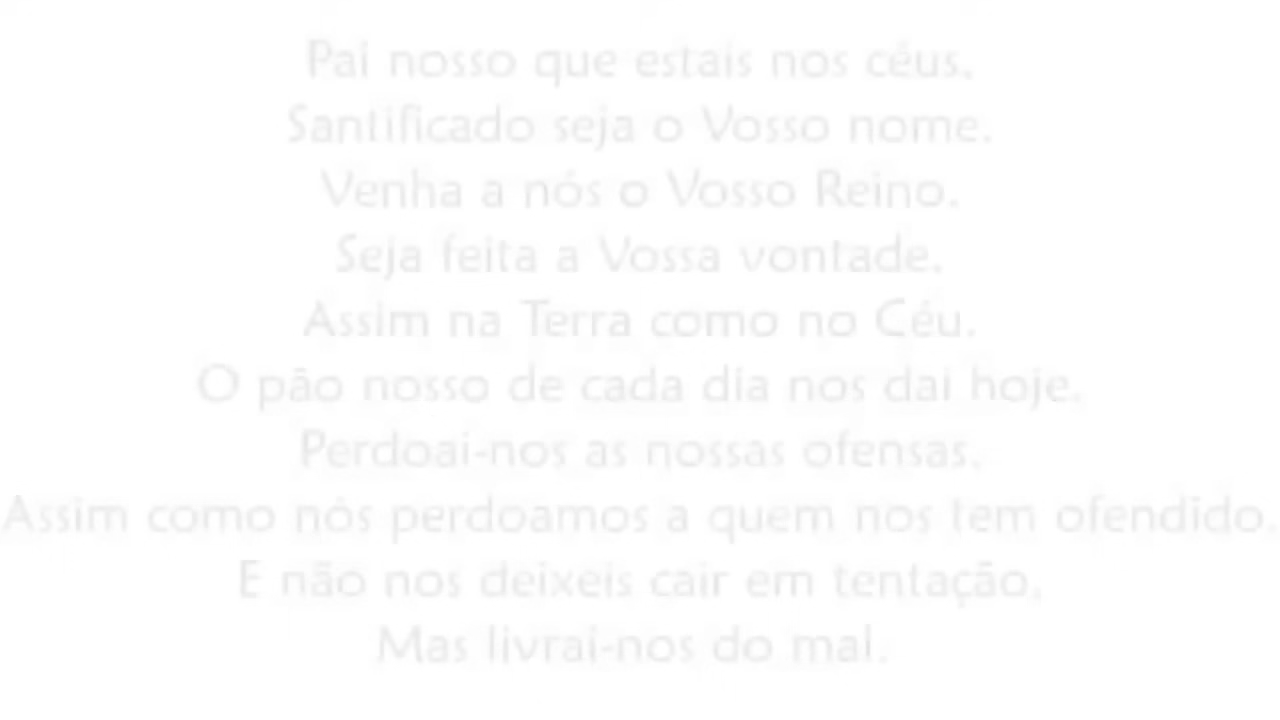 Pai nosso que estais nos céus,
Santificado seja o Vosso nome.
Venha a nós o Vosso Reino.
Seja feita a Vossa vontade,
Assim na Terra como no Céu.
O pão nosso de cada dia nos dai hoje,
Perdoai-nos as nossas ofensas,
Assim como nós perdoamos a quem nos tem ofendido,
E não nos deixeis cair em tentação,
Mas livrai-nos do mal.